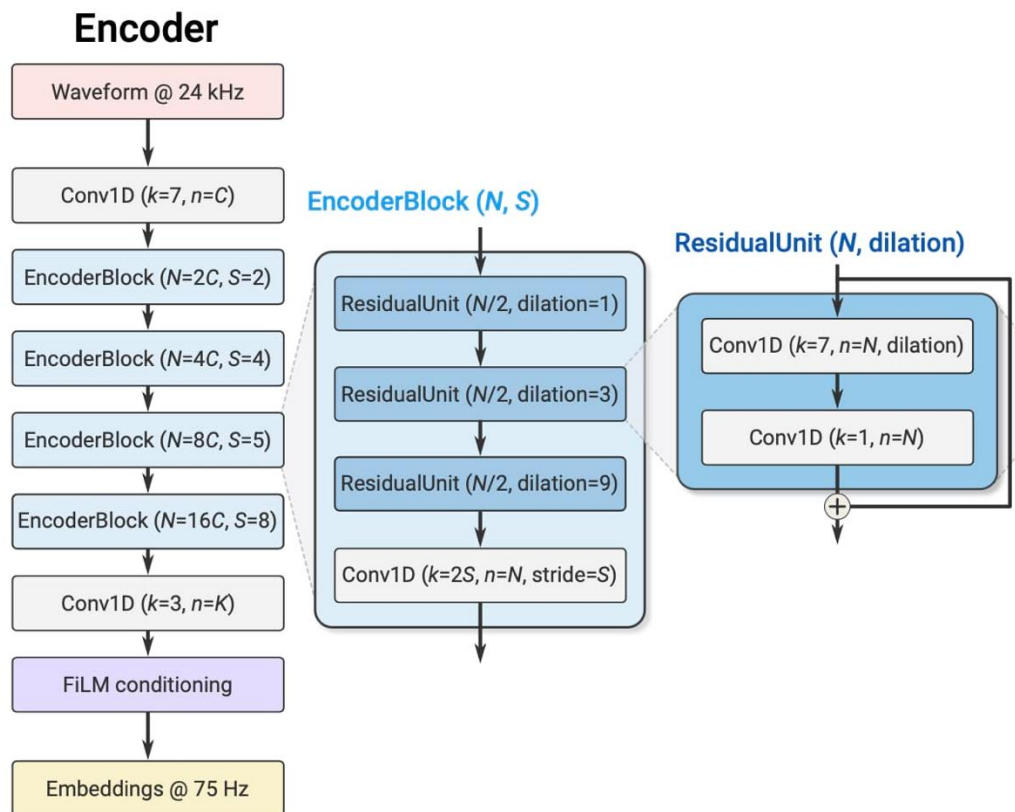 Encoder
Waveform @ 24 kHz
Conv1D (k=7, n=C)
EncoderBlock (N=2C, S=2)
EncoderBlock (N=4C, S=4)
EncoderBlock (N=8C, S=5)
EncoderBlock (N=16C, S=8)
Conv1D (k=3, n=K)
FiLM conditioning
Embeddings @ 75 Hz
EncoderBlock (N, S)
ResidualUnit (N/2, dilation=1)
ResidualUnit (N/2, dilation=3)
ResidualUnit (N/2, dilation=9)
Conv1D (k=2S, n=N, stride=S)
ResidualUnit (N, dilation)
Conv1D (k=7, n=N, dilation)
Conv1D (k=1, n=N)
+